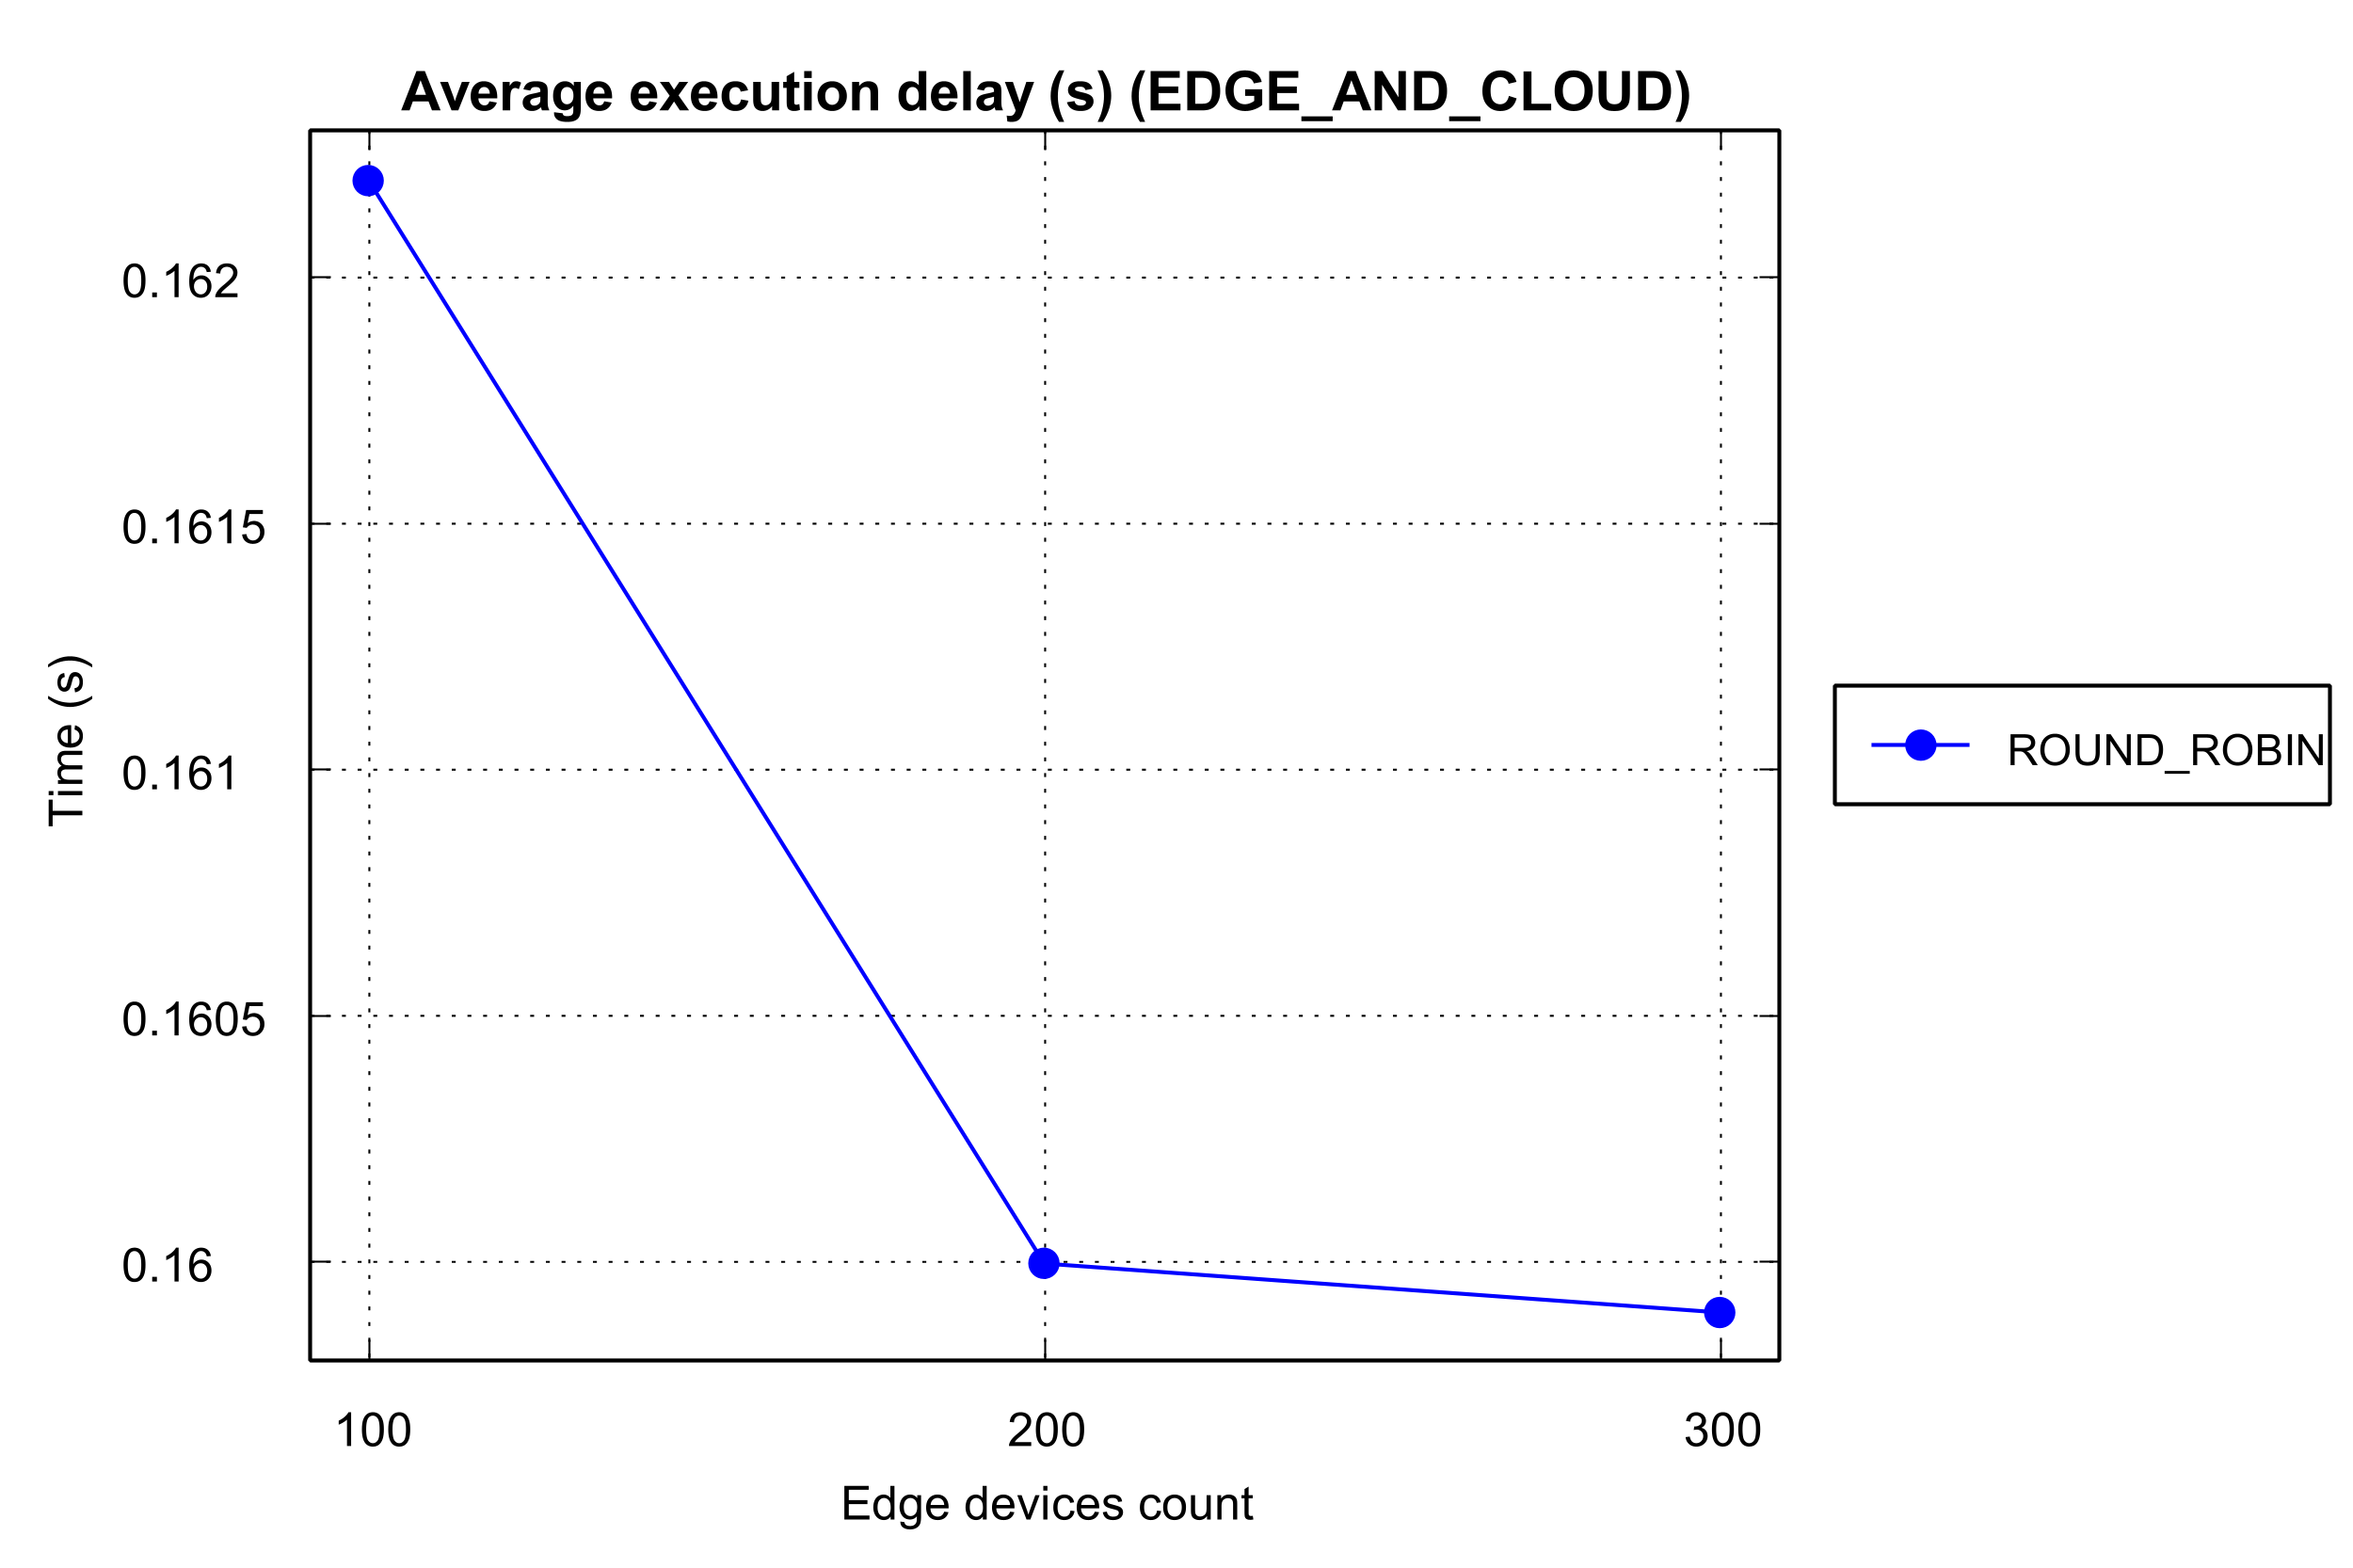 Average execution delay (s) (EDGE_AND_CLOUD)
0.162
0.1615
0.161
0.1605
0.16
Time (s)
100 200 300
Edge devices count
ROUND_ROBIN